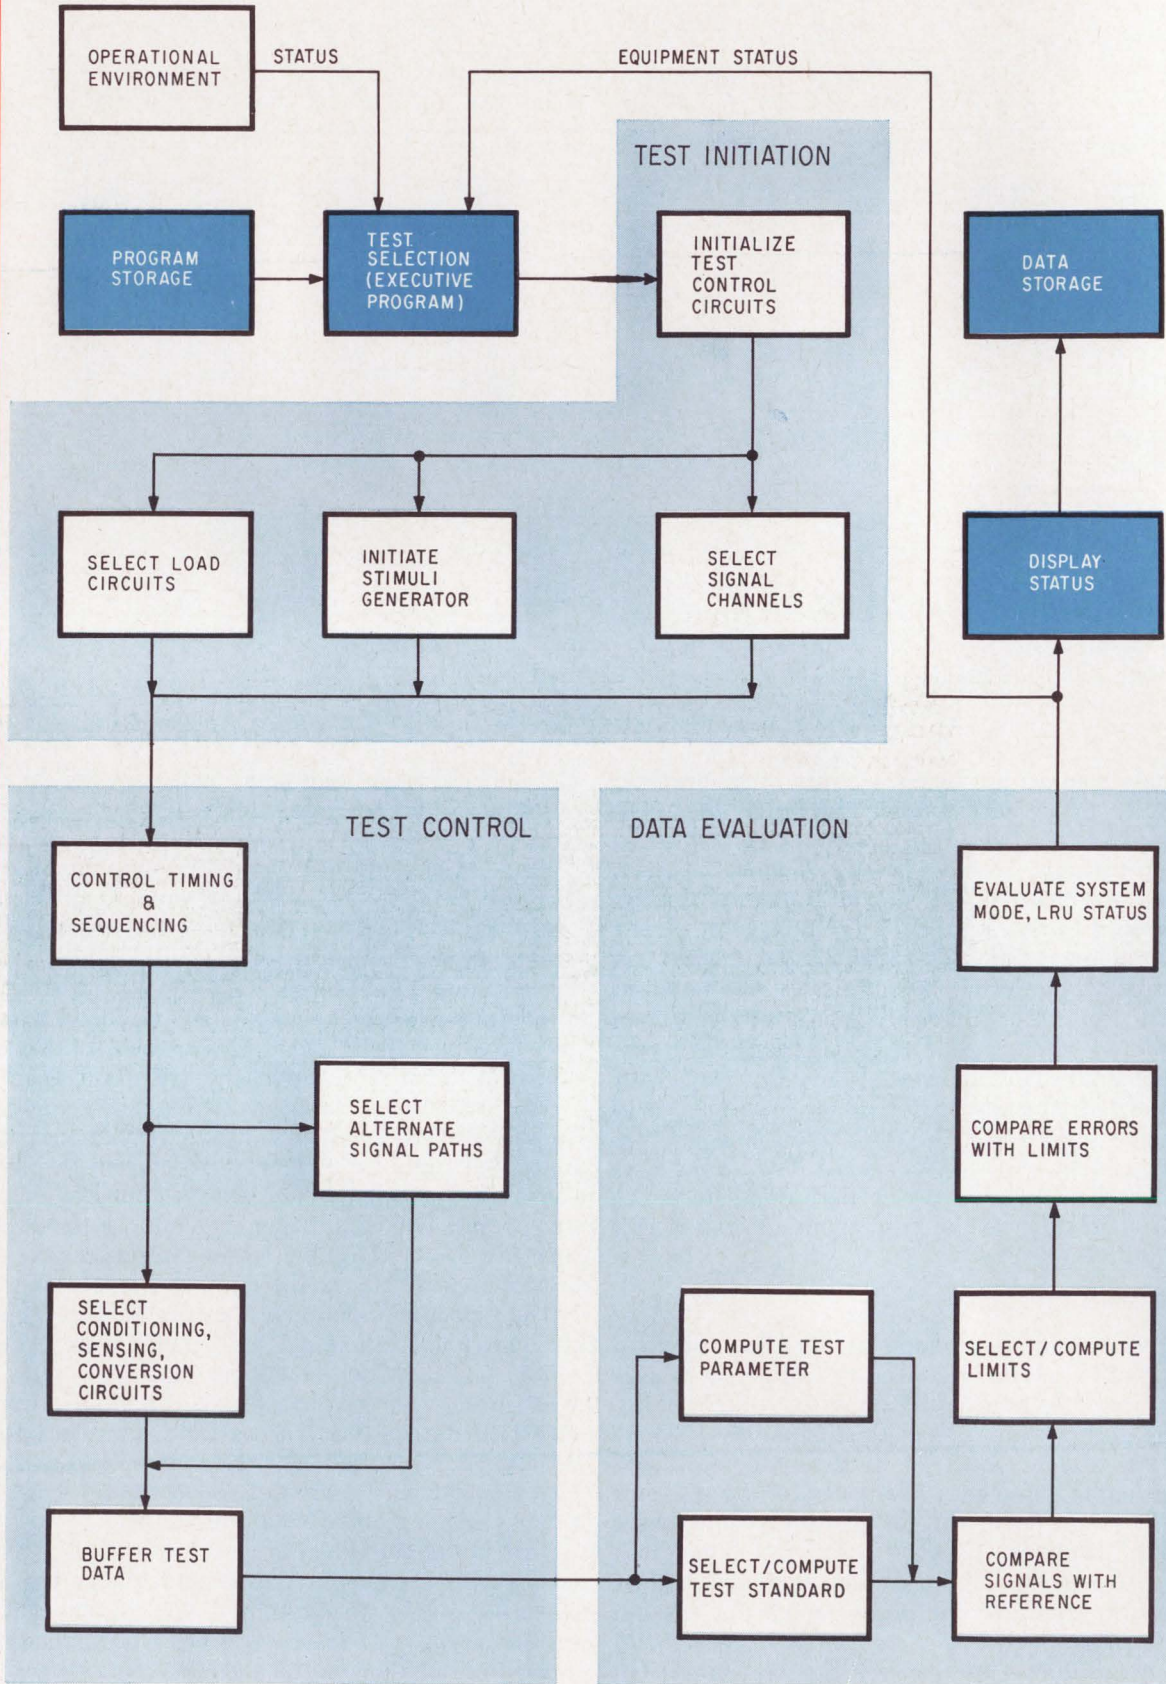 OPERATIONAL
ENVIRONMENT
STATUS
EQUIPMENT STATUS
TEST INITIATION
PROGRAM
STORAGE
TEST
SELECTION
(EXECUTIVE
PROGRAM)
INITIALIZE
TEST
CONTROL
CIRCUITS
DATA
STORAGE
SELECT LOAD
CIRCUITS
INITIATE
STIMULI
GENERATOR
SELECT
SIGNAL
CHANNELS
DISPLAY
STATUS
TEST CONTROL
CONTROL TIMING
&
SEQUENCING
SELECT
ALTERNATE
SIGNAL PATHS
SELECT
CONDITIONING,
SENSING,
CONVERSION
CIRCUITS
BUFFER TEST
DATA
DATA EVALUATION
EVALUATE SYSTEM
MODE, LRU STATUS
COMPARE ERRORS
WITH LIMITS
COMPUTE TEST
PARAMETER
SELECT/COMPUTE
LIMITS
SELECT/COMPUTE
TEST STANDARD
COMPARE
SIGNALS WITH
REFERENCE